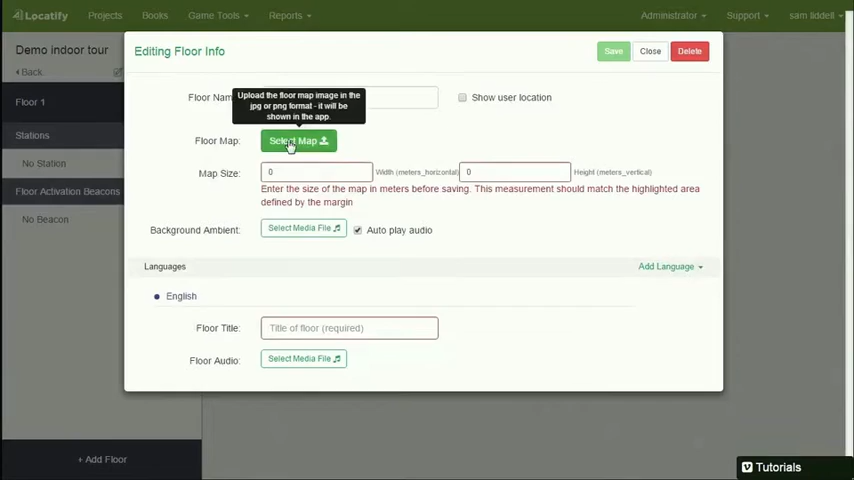 Locatify Projects Books Game Tools Reports Administrator Support sam liddell
Demo indoor tour
Back
Floor 1
Stations
No Station
Floor Activation Beacons
No Beacon
+ Add Floor
Editing Floor Info
Save Close Delete
Floor Name
Show user location
Upload the floor map image in the
jpg or png format - it will be
shown in the app.
Floor Map: Select Map
Map Size: 0 Width (meters_horizontal) 0 Height (meters_vertical)
Enter the size of the map in meters before saving. This measurement should match the highlighted area
defined by the margin
Background Ambient: Select Media File Auto play audio
Languages Add Language
English
Floor Title: Title of floor (required)
Floor Audio: Select Media File
Tutorials